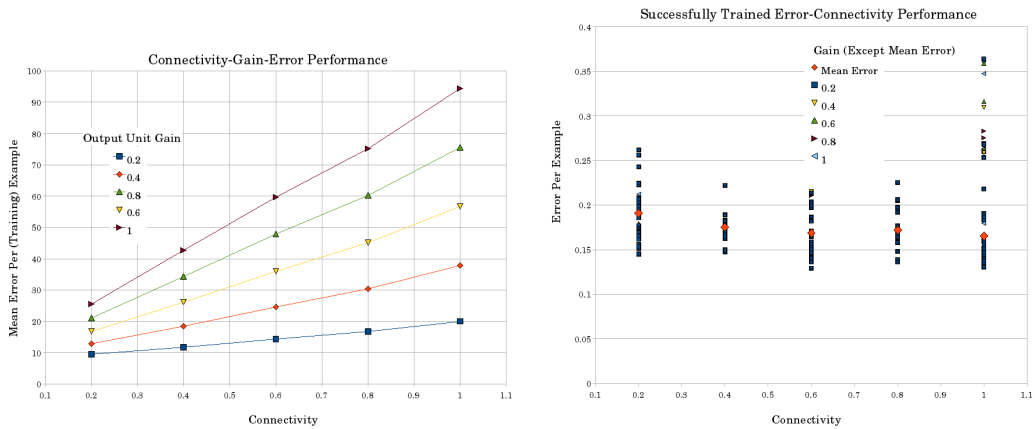 Connectivity-Gain-Error Performance
Mean Error Per (Training) Example
100
90
80
70
60
50
40
30
20
10
0
Output Unit Gain
0.2
0.4
0.8
0.6
1
0.1 0.2 0.3 0.4 0.5 0.6 0.7 0.8 0.9 1 1.1
Connectivity
Successfully Trained Error-Connectivity Performance
Error Per Example
0.4
0.35
0.3
0.25
0.2
0.15
0.1
0.05
0
Gain (Except Mean Error)
Mean Error
0.2
0.4
0.6
0.8
1
0.1 0.2 0.3 0.4 0.5 0.6 0.7 0.8 0.9 1 1.1
Connectivity